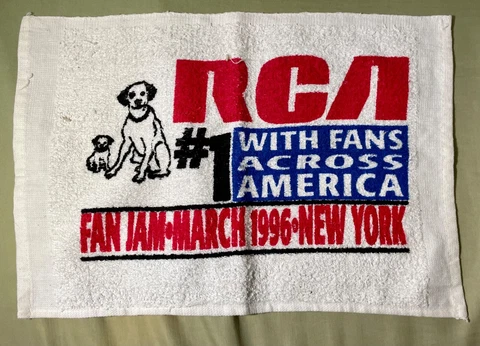 RCA
#1 WITH FANS
ACROSS
AMERICA
FAN JAM•MARCH 1996•NEW YORK